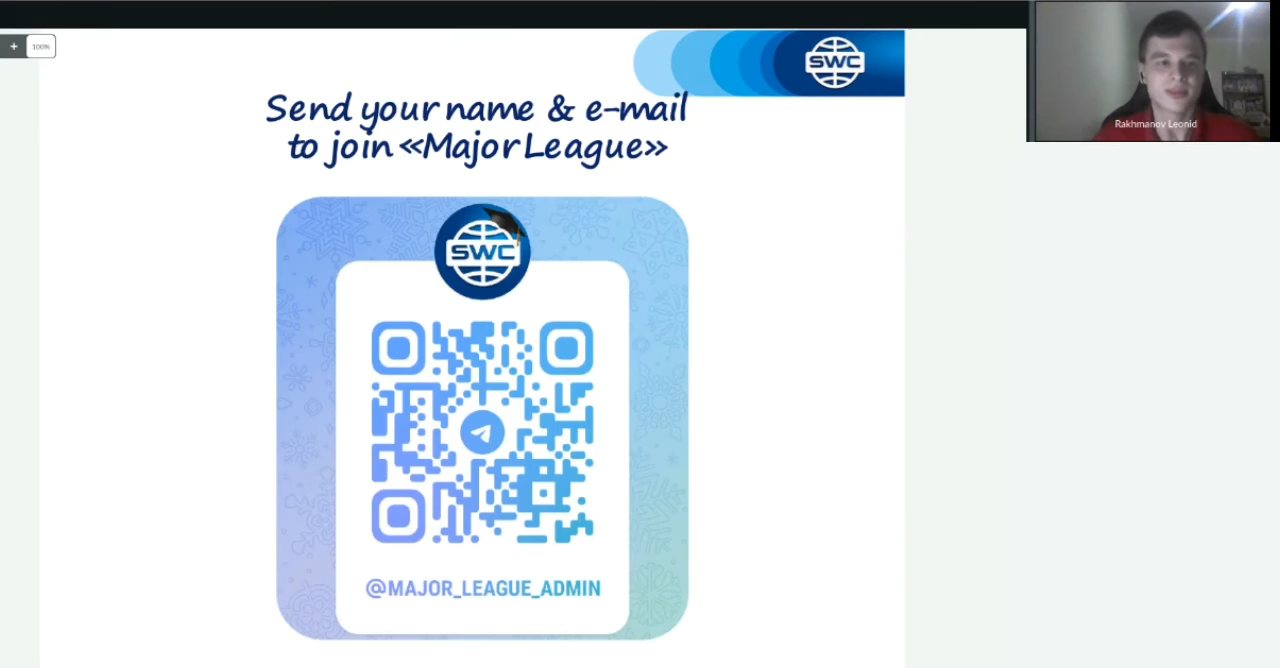 + 100%
SWC
Send your name & e-mail
to join «Major League»
Rakhmanov Leonid
SWC
@MAJOR_LEAGUE_ADMIN